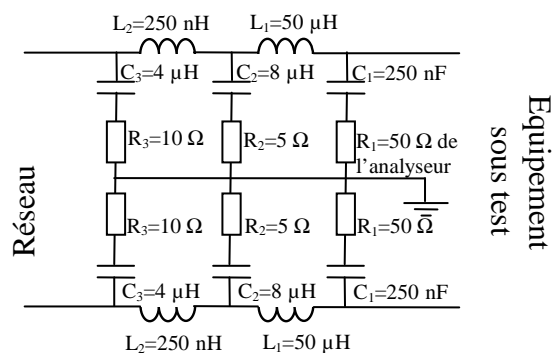 L2=250 nH L1=50 µH
C3=4 µH C2=8 µH C1=250 nF
R3=10 Ω R2=5 Ω R1=50 Ω de
l'analyseur
Réseau
Equipement
sous test
R3=10 Ω R2=5 Ω R1=50 Ω
C3=4 µH C2=8 µH C1=250 nF
L2=250 nH L1=50 µH